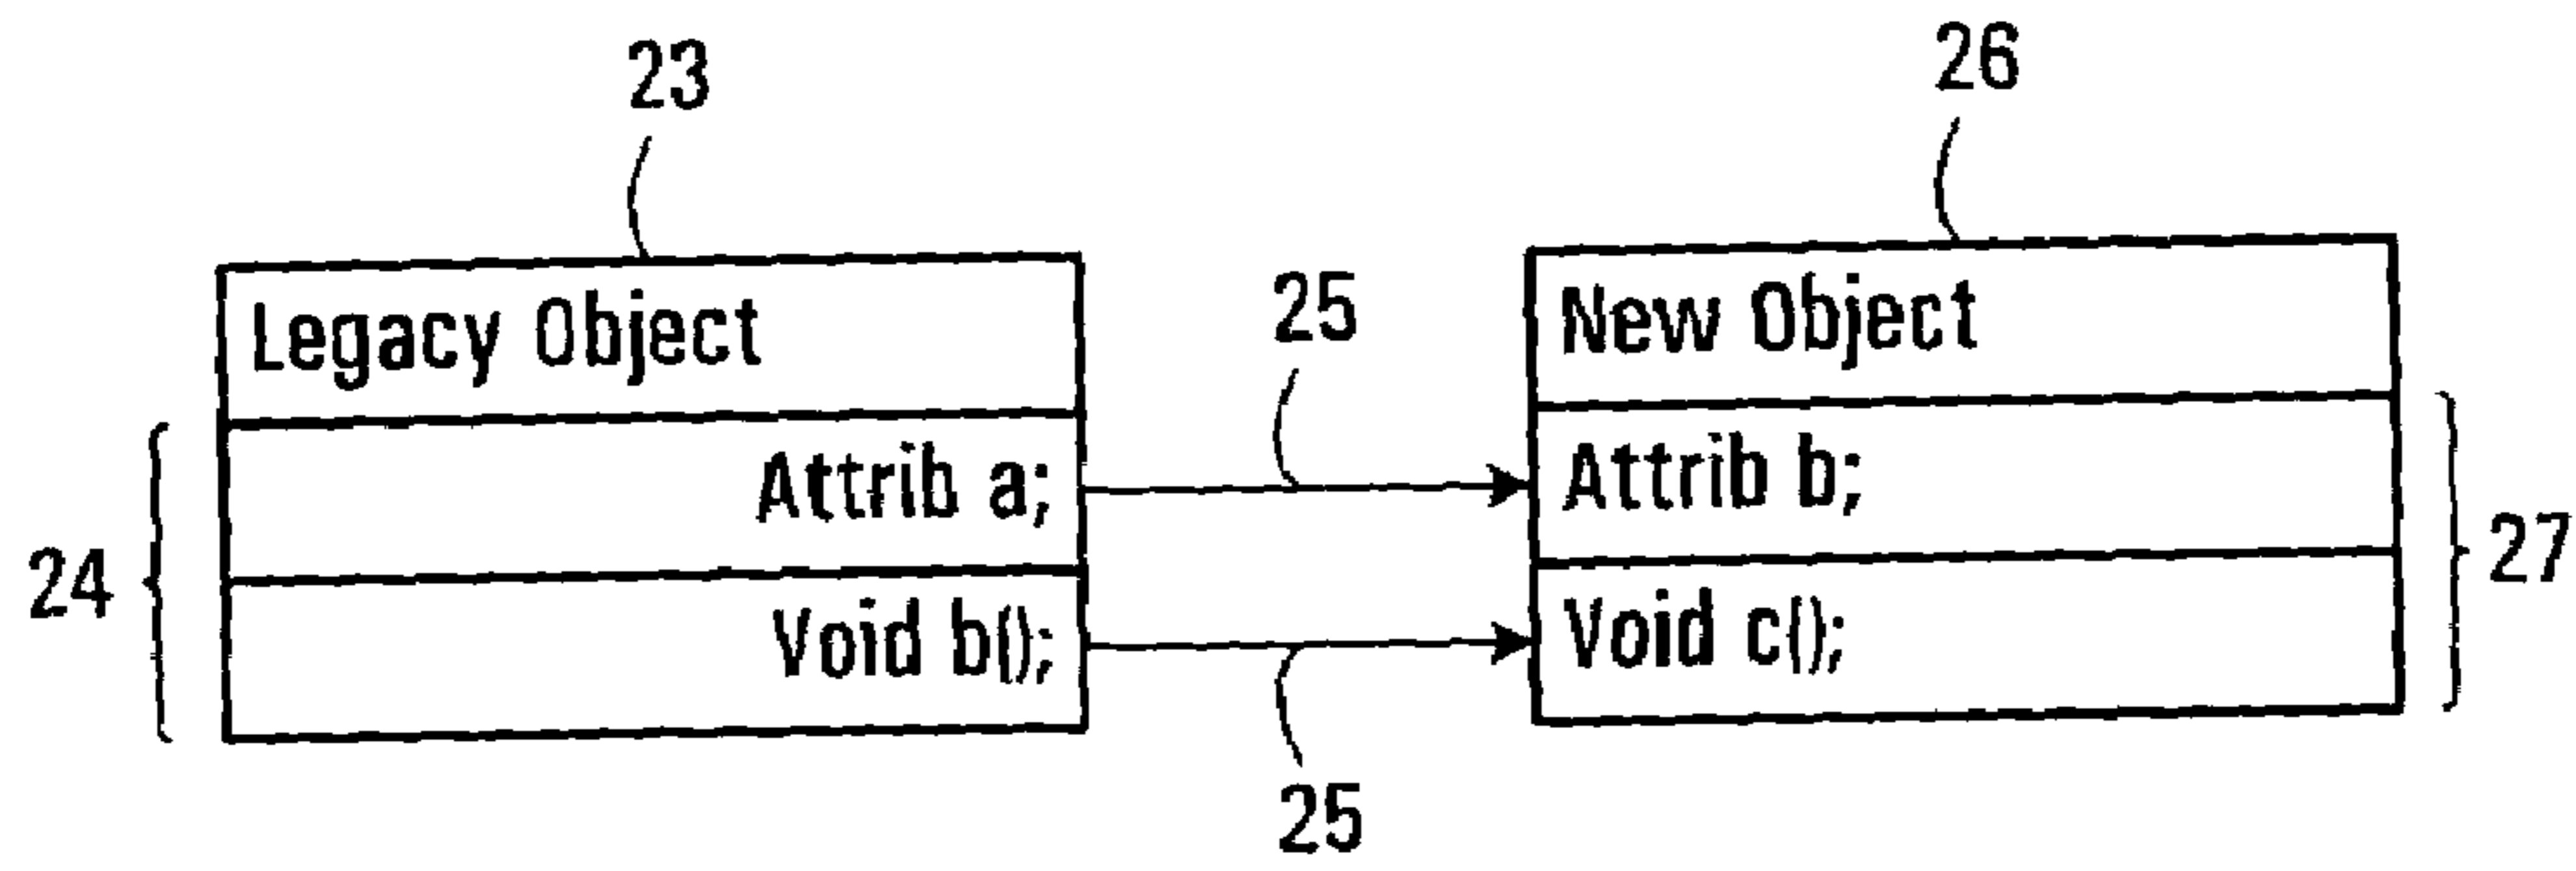 23
26
Legacy Object
25
New Object
Attrib a;
Attrib b;
24
27
Void b();
Void c();
25